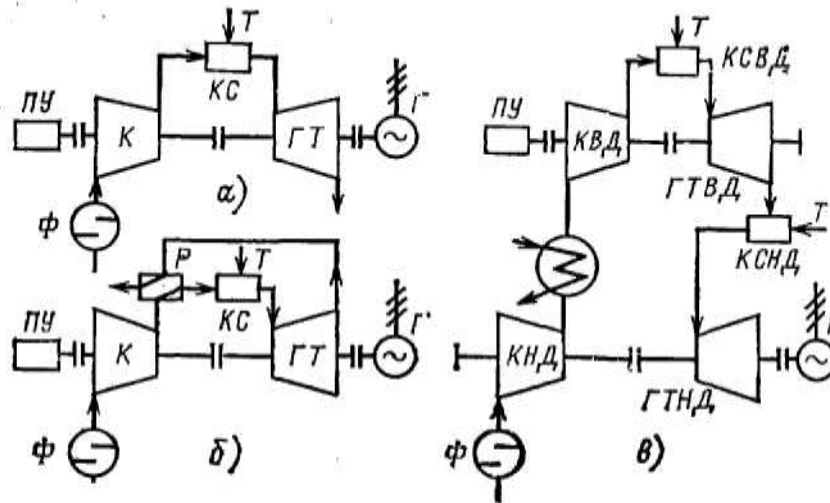 Т
КС
ПУ
К
ГТ
Г
Ф
а)
Р
Т
КС
ПУ
К
ГТ
Г
Ф
б)
Т
КСВД
ПУ
КВД
ГТВД
Т
КСНД
КНД
ГТНД
Ф
в)